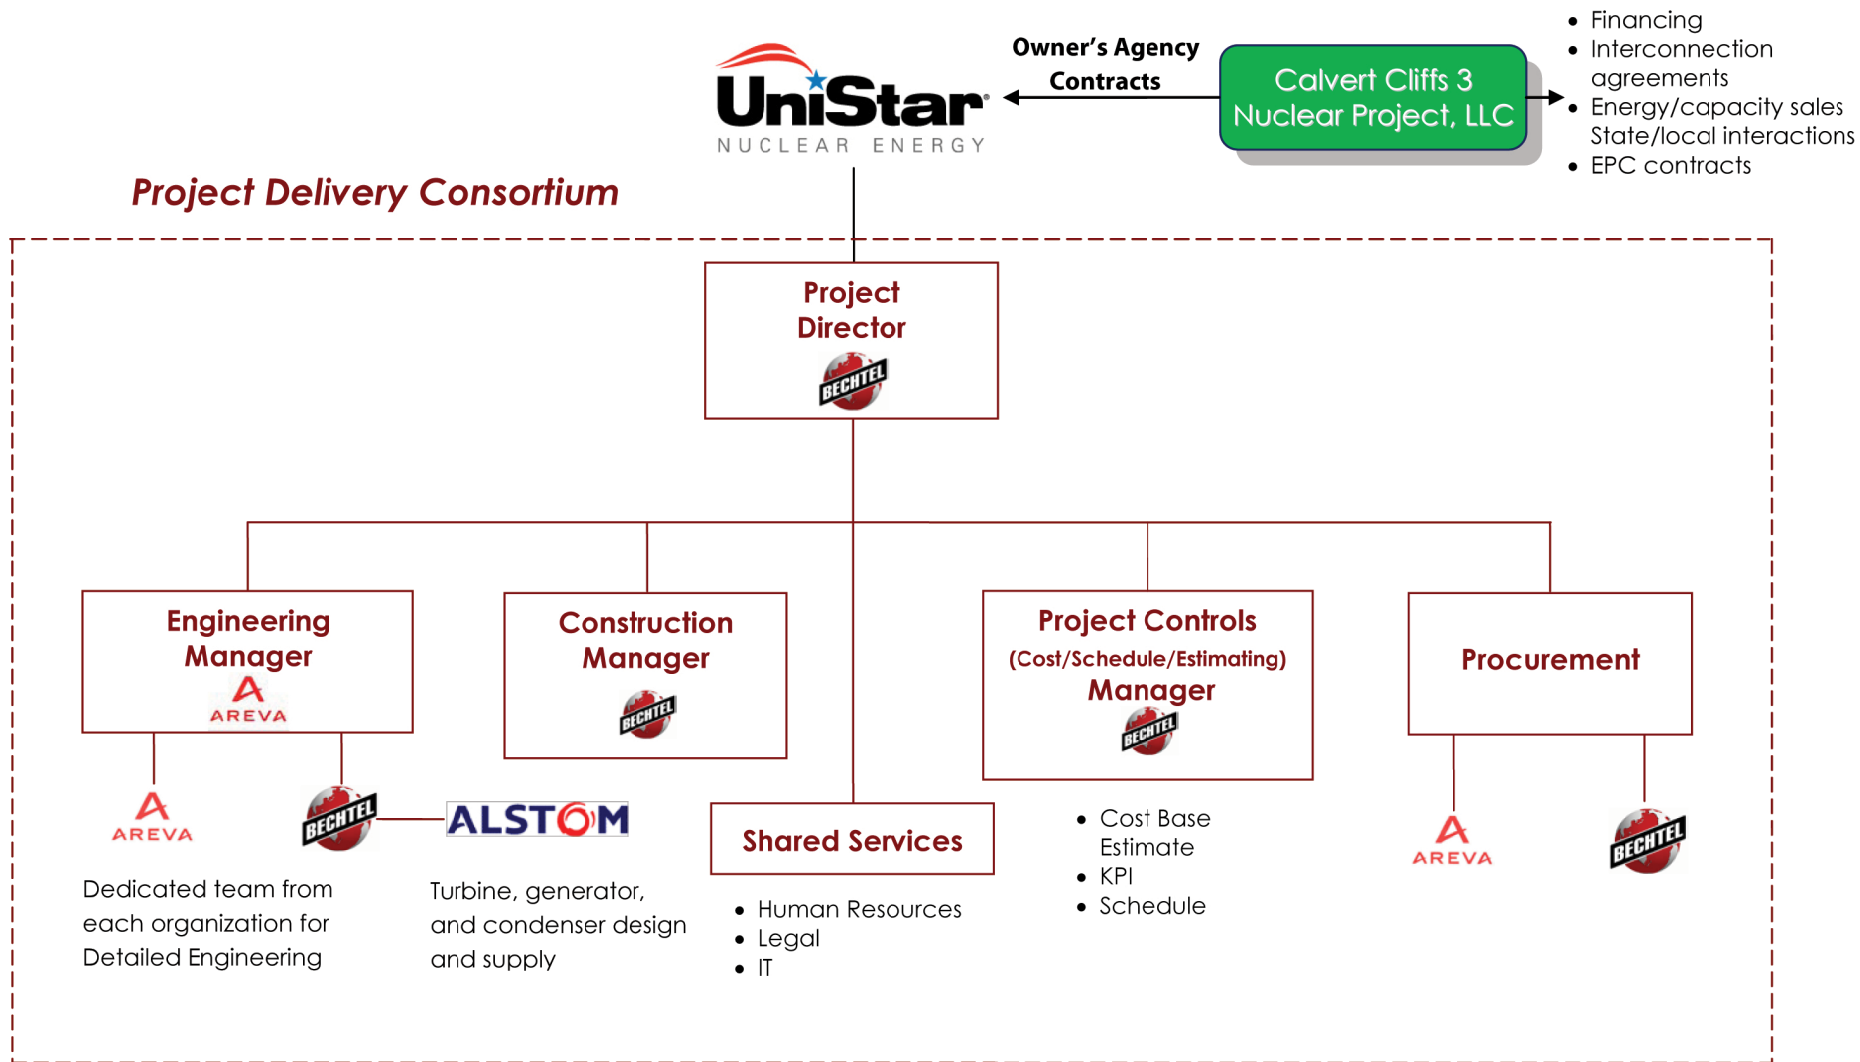 Financing
Interconnection
agreements
Energy/capacity sales
State/local interactions
EPC contracts
Owner's Agency
Contracts
Calvert Cliffs 3
Nuclear Project, LLC
UniStar
NUCLEAR ENERGY
Project Delivery Consortium
Project
Director
BECHTEL
Engineering
Manager
AREVA
Construction
Manager
BECHTEL
Project Controls
(Cost/Schedule/Estimating)
Manager
BECHTEL
Procurement
AREVA
BECHTEL
ALSTOM
Shared Services
Cost Base
Estimate
KPI
Schedule
AREVA
BECHTEL
Dedicated team from
each organization for
Detailed Engineering
Turbine, generator,
and condenser design
and supply
Human Resources
Legal
IT